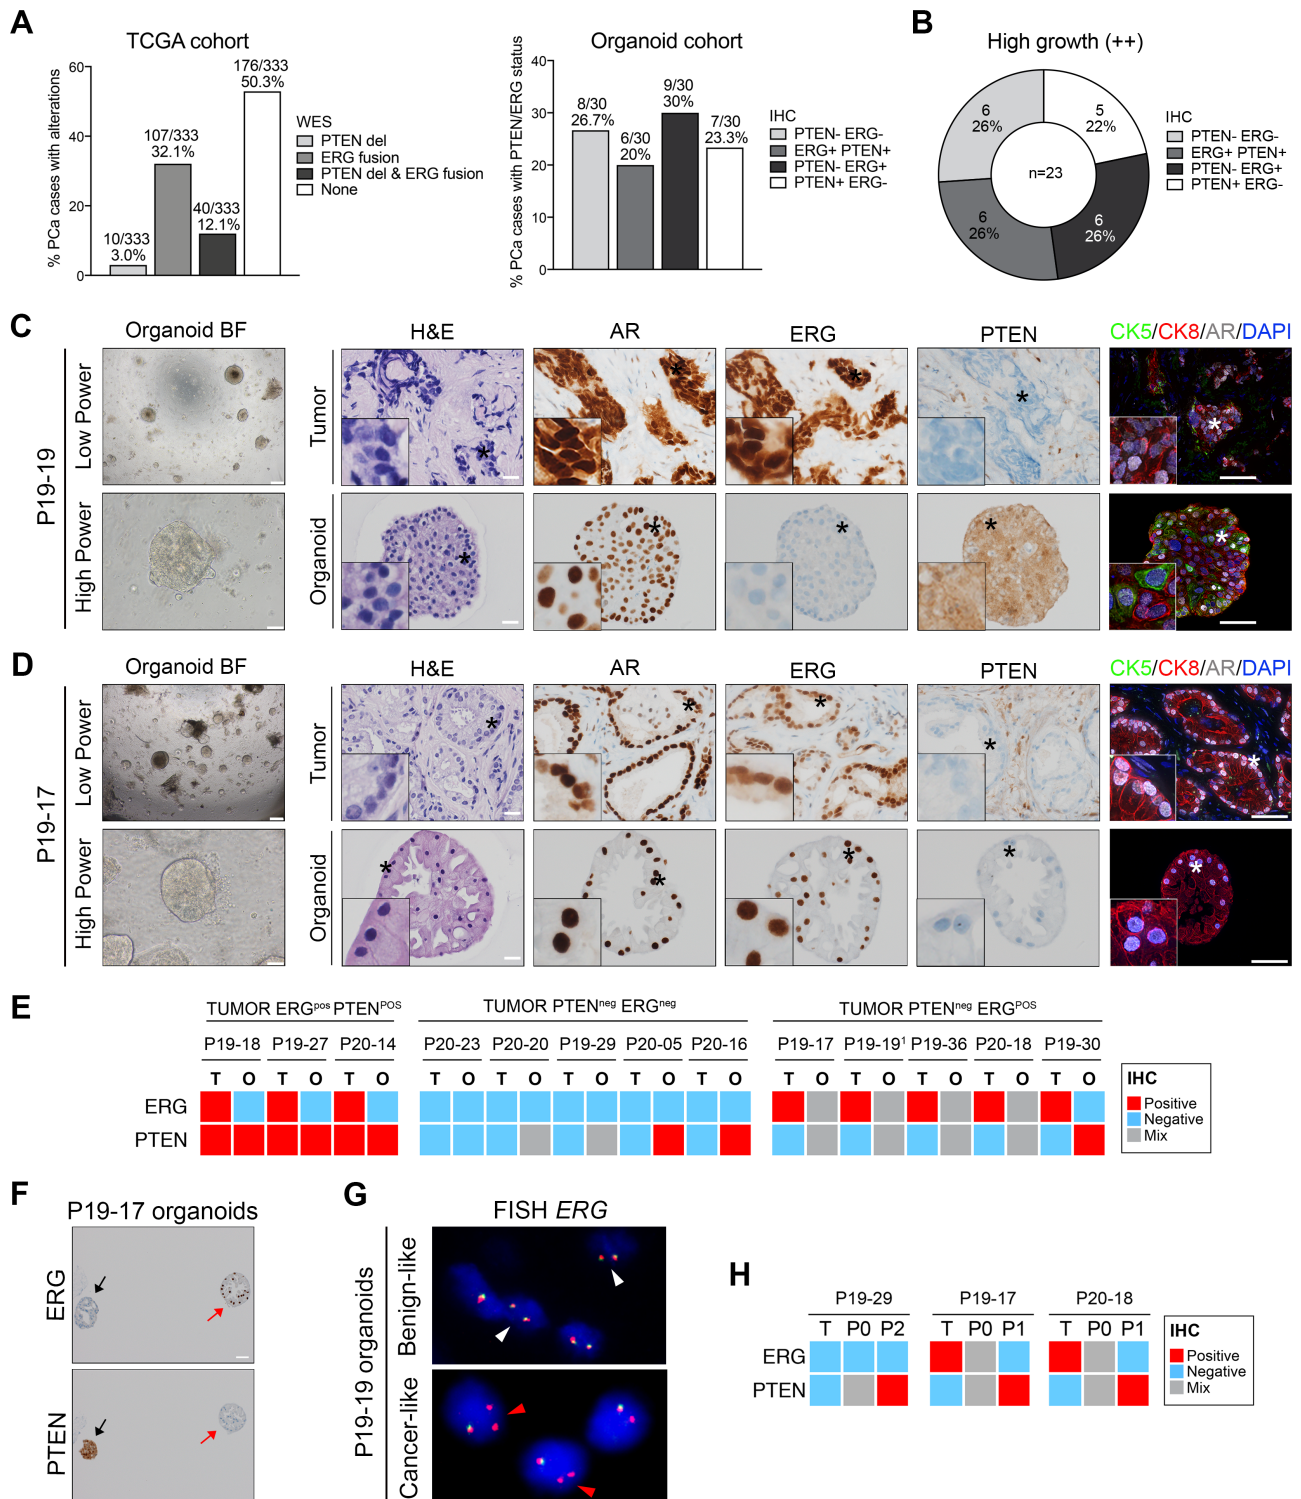 A
TCGA cohort
% PCa cases with alterations
60
40
20
0
10/333
3.0%
107/333
32.1%
40/333
12.1%
176/333
50.3%
WES
PTEN del
ERG fusion
PTEN del & ERG fusion
None
Organoid cohort
% PCa cases with PTEN/ERG status
40
30
20
10
0
8/30
26.7%
6/30
20%
9/30
30%
7/30
23.3%
IHC
PTEN- ERG-
ERG+ PTEN+
PTEN- ERG+
PTEN+ ERG-
B
High growth (++)
6
26%
5
22%
n=23
6
26%
6
26%
IHC
PTEN- ERG-
ERG+ PTEN+
PTEN- ERG+
PTEN+ ERG-
C
Organoid BF
H&E
AR
ERG
PTEN
CK5/CK8/AR/DAPI
P19-19
Low Power
High Power
Tumor
Organoid
D
Organoid BF
H&E
AR
ERG
PTEN
CK5/CK8/AR/DAPI
P19-17
Low Power
High Power
Tumor
Organoid
E
TUMOR ERGpos PTENPOS
TUMOR PTENneg ERGneg
TUMOR PTENneg ERGPOS
P19-18 P19-27 P20-14 P20-23 P20-20 P19-29 P20-05 P20-16 P19-17 P19-19¹ P19-36 P20-18 P19-30
T O T O T O T O T O T O T O T O T O T O T O T O T O
ERG
PTEN
IHC
Positive
Negative
Mix
F
P19-17 organoids
ERG
PTEN
G
FISH ERG
P19-19 organoids
Benign-like
Cancer-like
H
P19-29 P19-17 P20-18
T P0 P2 T P0 P1 T P0 P1
ERG
PTEN
IHC
Positive
Negative
Mix